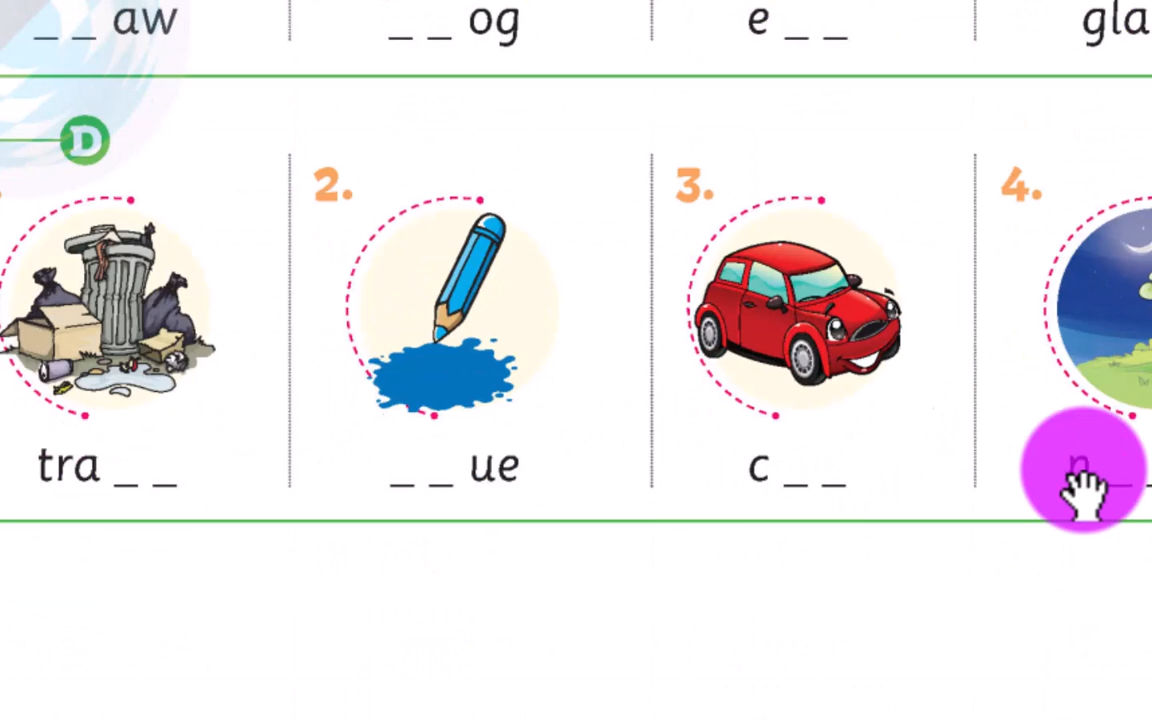 _ _ aw _ _ og e _ _ gla
D
2. 3. 4.
tra _ _ _ _ ue c _ _ n _ _